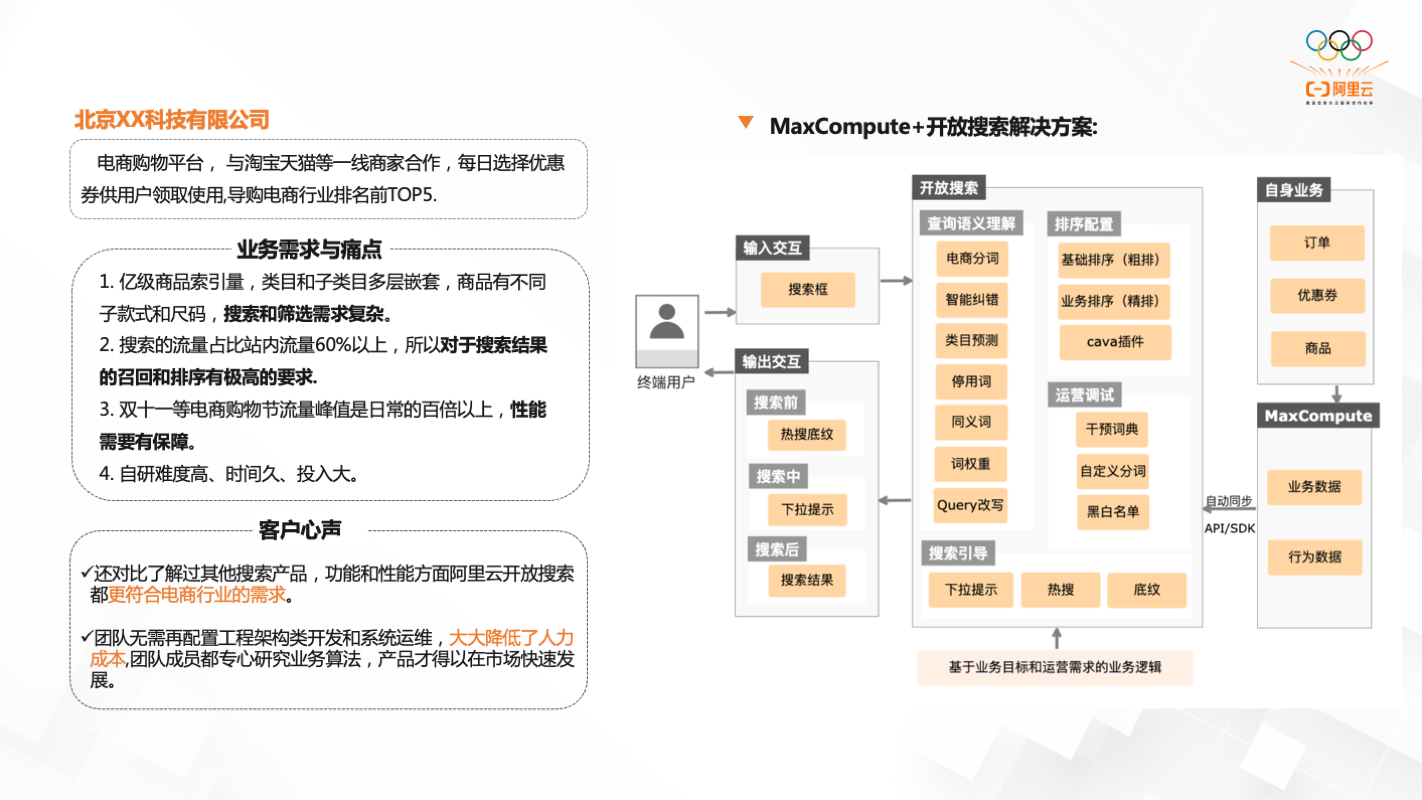 阿里云
北京XX科技有限公司
电商购物平台，与淘宝天猫等一线商家合作，每日选择优惠
券供用户领取使用,导购电商行业排名前TOP5.
业务需求与痛点
1. 亿级商品索引量，类目和子类目多层嵌套，商品有不同
子款式和尺码，搜索和筛选需求复杂。
2. 搜索的流量占比站内流量60%以上，所以对于搜索结果
的召回和排序有极高的要求.
3. 双十一等电商购物节流量峰值是日常的百倍以上，性能
需要有保障。
4. 自研难度高、时间久、投入大。
客户心声
✓还对比了解过其他搜索产品，功能和性能方面阿里云开放搜索
都更符合电商行业的需求。
✓团队无需再配置工程架构类开发和系统运维，大大降低了人力
成本,团队成员都专心研究业务算法，产品才得以在市场快速发
展。
MaxCompute+开放搜索解决方案:
终端用户
输入交互
搜索框
输出交互
搜索前
热搜底纹
搜索中
下拉提示
搜索后
搜索结果
开放搜索
查询语义理解
电商分词
智能纠错
类目预测
停用词
同义词
词权重
Query改写
排序配置
基础排序（粗排）
业务排序（精排）
cava插件
运营调试
干预词典
自定义分词
黑白名单
搜索引导
下拉提示
热搜
底纹
基于业务目标和运营需求的业务逻辑
自身业务
订单
优惠券
商品
MaxCompute
业务数据
行为数据
自动同步
API/SDK